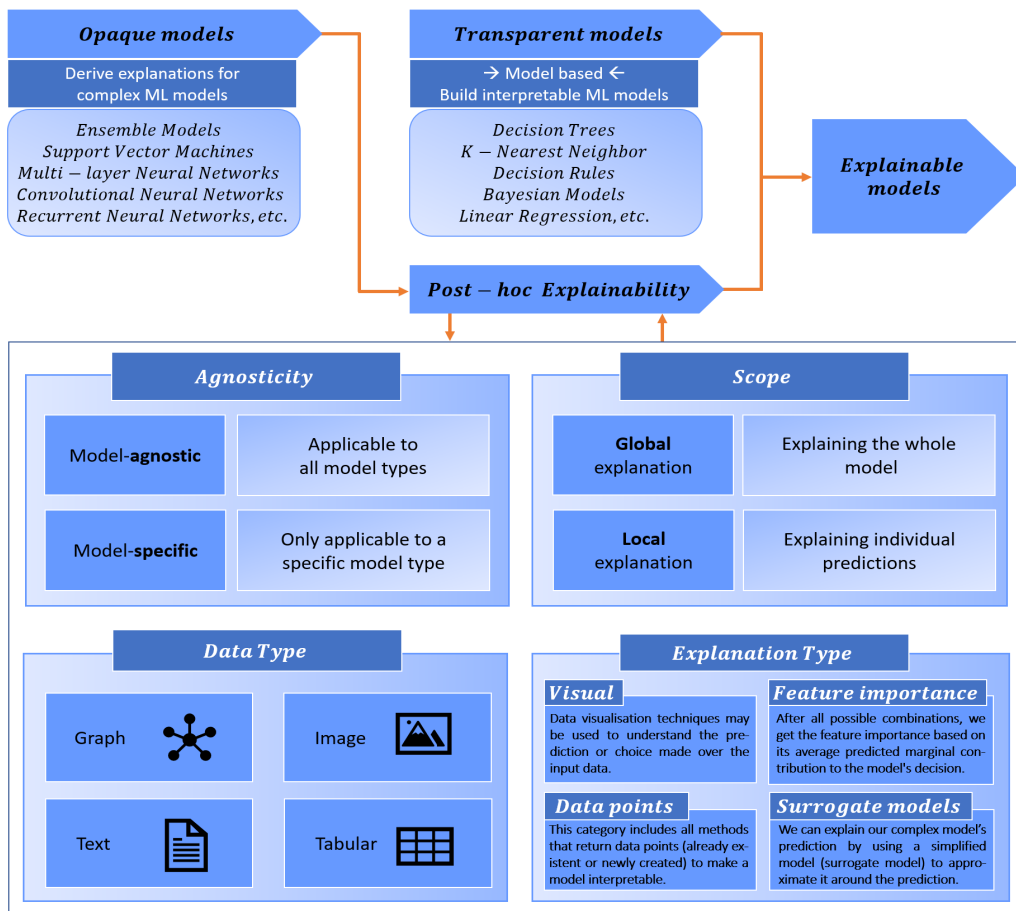 Opaque models
Derive explanations for
complex ML models
Ensemble Models
Support Vector Machines
Multi − layer Neural Networks
Convolutional Neural Networks
Recurrent Neural Networks, etc.
Transparent models
→ Model based ←
Build interpretable ML models
Decision Trees
K − Nearest Neighbor
Decision Rules
Bayesian Models
Linear Regression, etc.
Explainable
models
Post − hoc Explainability
Agnosticity
Model-agnostic
Applicable to
all model types
Model-specific
Only applicable to a
specific model type
Scope
Global
explanation
Explaining the whole
model
Local
explanation
Explaining individual
predictions
Data Type
Graph
Image
Text
Tabular
Explanation Type
Visual
Data visualisation techniques may
be used to understand the pre-
diction or choice made over the
input data.
Feature importance
After all possible combinations, we
get the feature importance based on
its average predicted marginal con-
tribution to the model's decision.
Data points
This category includes all methods
that return data points (already ex-
istent or newly created) to make a
model interpretable.
Surrogate models
We can explain our complex model’s
prediction by using a simplified
model (surrogate model) to appro-
ximate it around the prediction.